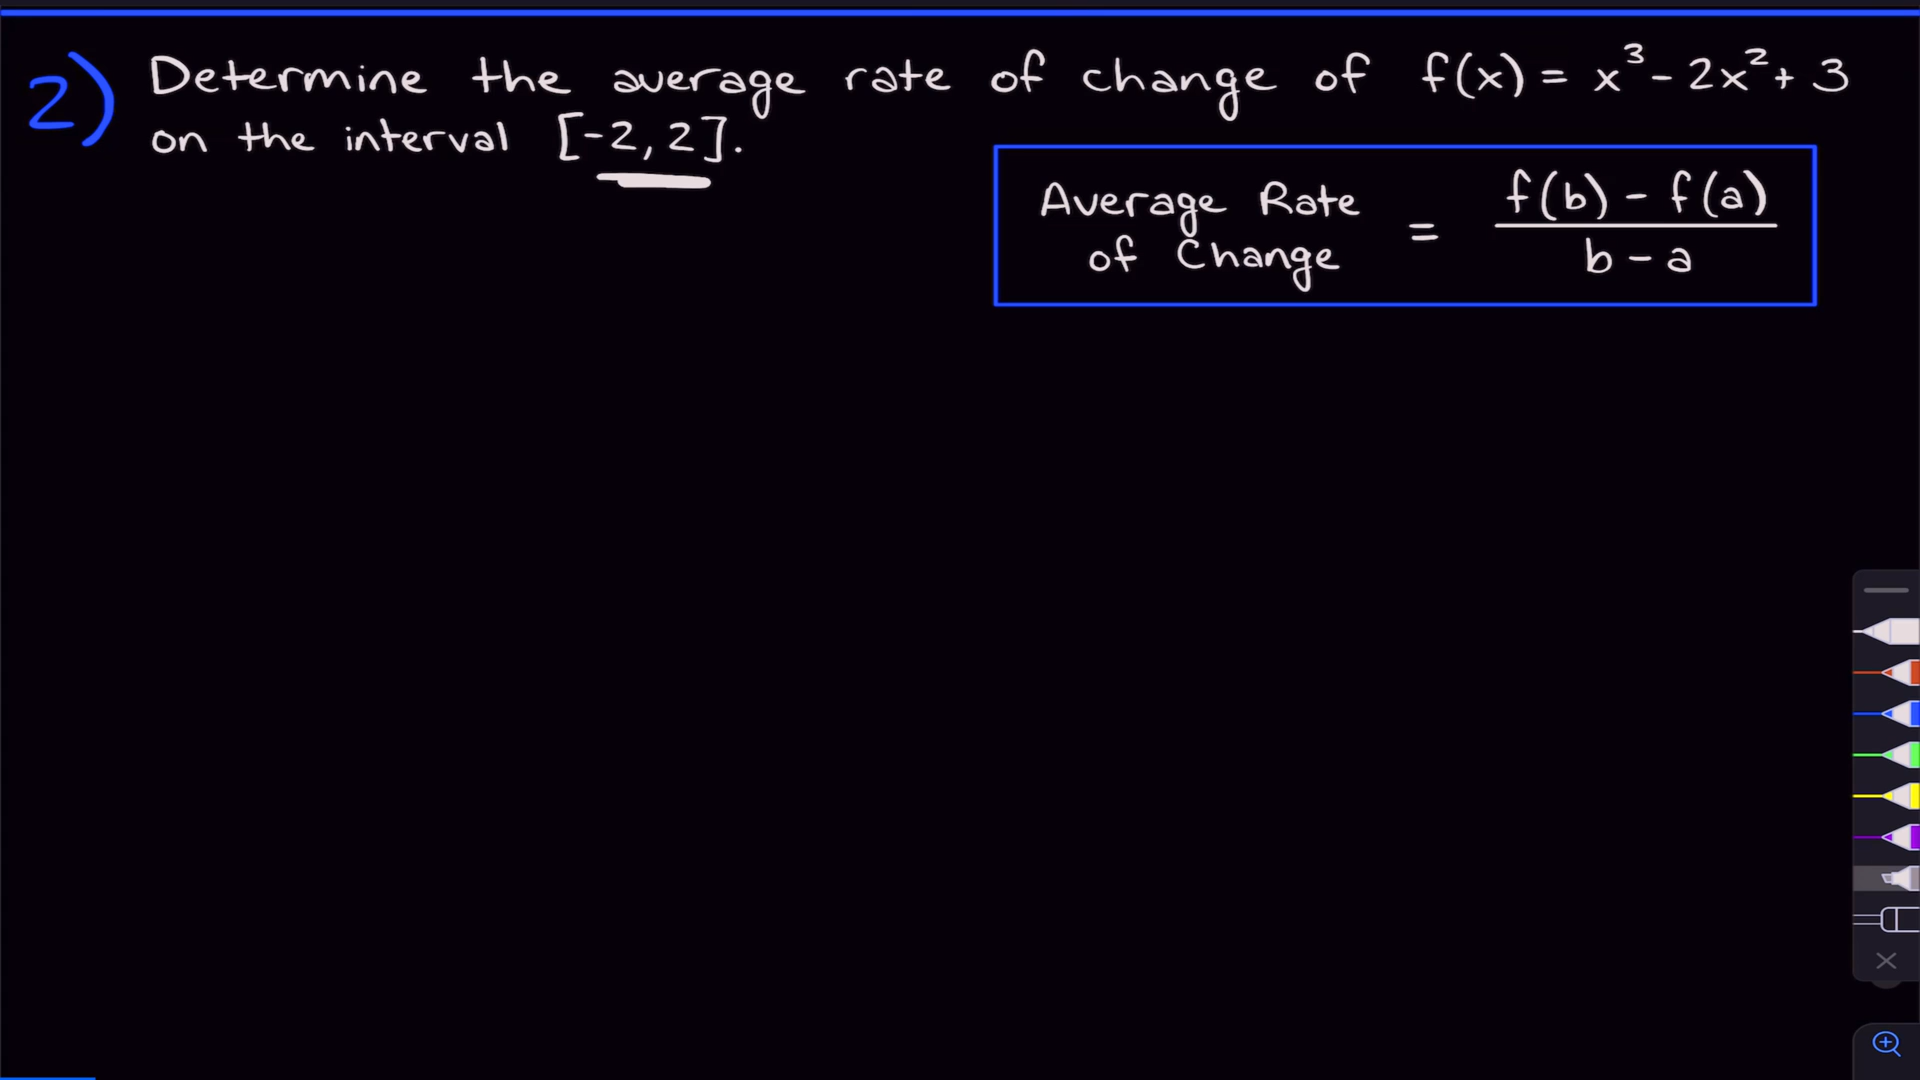 2) Determine the average rate of change of f(x) = x³ - 2x² + 3
on the interval [-2, 2].
Average Rate of Change = f(b) - f(a) / b - a